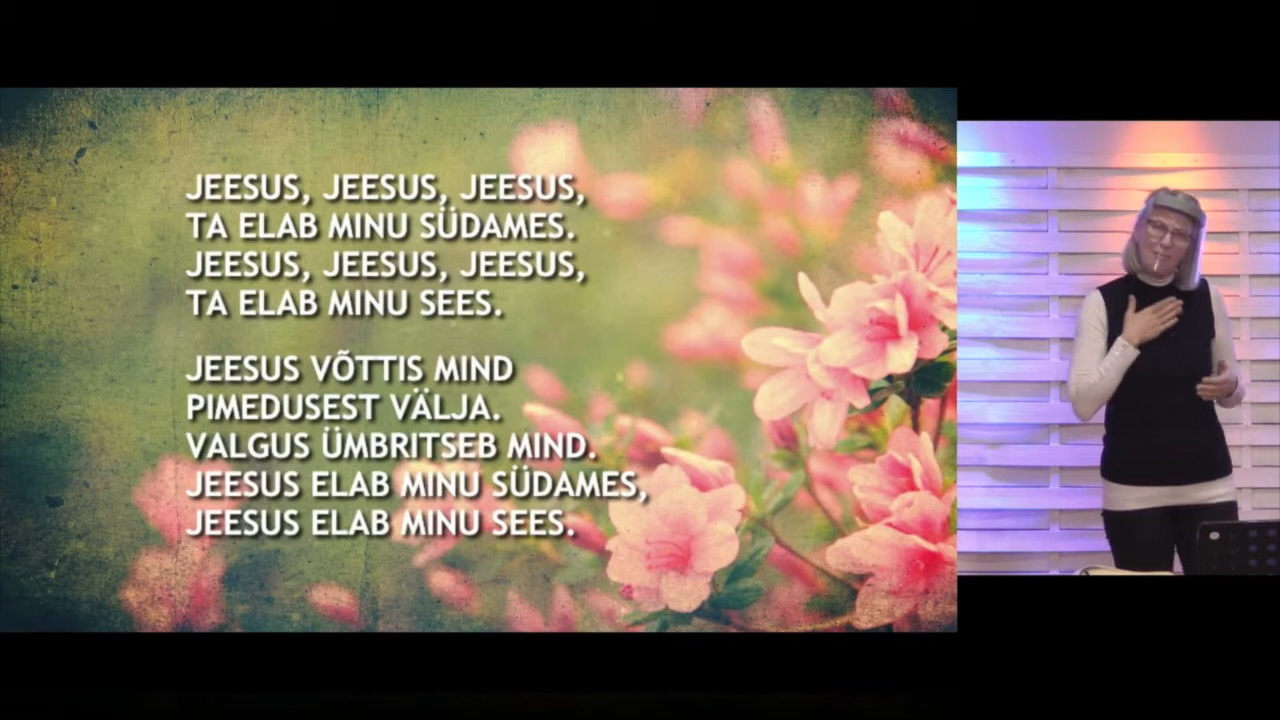 JEESUS, JEESUS, JEESUS,
TA ELAB MINU SÜDAMES.
JEESUS, JEESUS, JEESUS,
TA ELAB MINU SEES.
JEESUS VÕTTIS MIND
PIMEDUSEST VÄLJA.
VALGUS ÜMBRITSEB MIND.
JEESUS ELAB MINU SÜDAMES,
JEESUS ELAB MINU SEES.